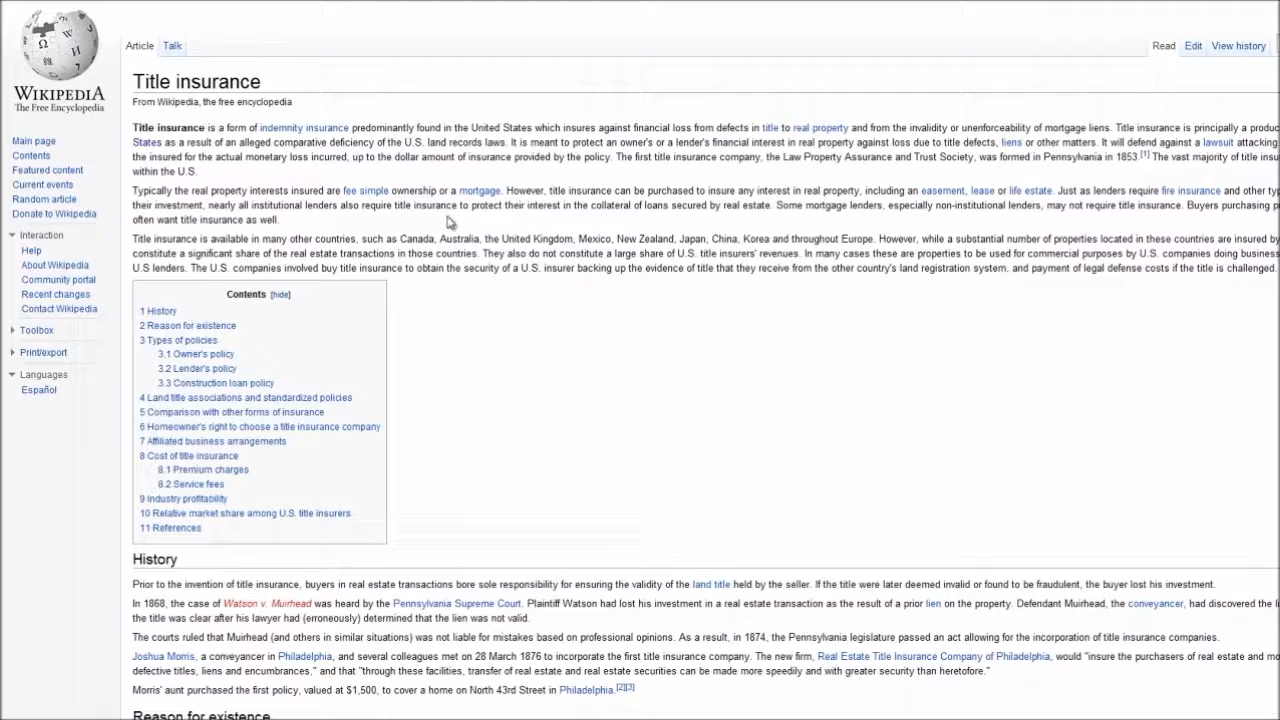 WIKIPEDIA
The Free Encyclopedia
Main page
Contents
Featured content
Current events
Random article
Donate to Wikipedia
Interaction
Help
About Wikipedia
Community portal
Recent changes
Contact Wikipedia
Toolbox
Print/export
Languages
Español
Article Talk
Read Edit View history
Title insurance
From Wikipedia, the free encyclopedia
Title insurance is a form of indemnity insurance predominantly found in the United States which insures against financial loss from defects in title to real property and from the invalidity or unenforceability of mortgage liens. Title insurance is principally a produc
States as a result of an alleged comparative deficiency of the U.S. land records laws. It is meant to protect an owner's or a lender's financial interest in real property against loss due to title defects, liens or other matters. It will defend against a lawsuit attacking
the insured for the actual monetary loss incurred, up to the dollar amount of insurance provided by the policy. The first title insurance company, the Law Property Assurance and Trust Society, was formed in Pennsylvania in 1853.[1] The vast majority of title insu
within the U.S.
Typically the real property interests insured are fee simple ownership or a mortgage. However, title insurance can be purchased to insure any interest in real property, including an easement, lease or life estate. Just as lenders require fire insurance and other typ
their investment, nearly all institutional lenders also require title insurance to protect their interest in the collateral of loans secured by real estate. Some mortgage lenders, especially non-institutional lenders, may not require title insurance. Buyers purchasing p
often want title insurance as well.
Title insurance is available in many other countries, such as Canada, Australia, the United Kingdom, Mexico, New Zealand, Japan, China, Korea and throughout Europe. However, while a substantial number of properties located in these countries are insured by
constitute a significant share of the real estate transactions in those countries. They also do not constitute a large share of U.S. title insurers' revenues. In many cases these are properties to be used for commercial purposes by U.S. companies doing business
U.S lenders. The U.S. companies involved buy title insurance to obtain the security of a U.S. insurer backing up the evidence of title that they receive from the other country's land registration system, and payment of legal defense costs if the title is challenged.
Contents [hide]
1 History
2 Reason for existence
3 Types of policies
3.1 Owner's policy
3.2 Lender's policy
3.3 Construction loan policy
4 Land title associations and standardized policies
5 Comparison with other forms of insurance
6 Homeowner's right to choose a title insurance company
7 Affiliated business arrangements
8 Cost of title insurance
8.1 Premium charges
8.2 Service fees
9 Industry profitability
10 Relative market share among U.S. title insurers
11 References
History
Prior to the invention of title insurance, buyers in real estate transactions bore sole responsibility for ensuring the validity of the land title held by the seller. If the title were later deemed invalid or found to be fraudulent, the buyer lost his investment.
In 1868, the case of Watson v. Muirhead was heard by the Pennsylvania Supreme Court. Plaintiff Watson had lost his investment in a real estate transaction as the result of a prior lien on the property. Defendant Muirhead, the conveyancer, had discovered the li
the title was clear after his lawyer had (erroneously) determined that the lien was not valid.
The courts ruled that Muirhead (and others in similar situations) was not liable for mistakes based on professional opinions. As a result, in 1874, the Pennsylvania legislature passed an act allowing for the incorporation of title insurance companies.
Joshua Morris, a conveyancer in Philadelphia, and several colleagues met on 28 March 1876 to incorporate the first title insurance company. The new firm, Real Estate Title Insurance Company of Philadelphia, would "insure the purchasers of real estate and mo
defective titles, liens and encumbrances," and that "through these facilities, transfer of real estate and real estate securities can be made more speedily and with greater security than heretofore."
Morris' aunt purchased the first policy, valued at $1,500, to cover a home on North 43rd Street in Philadelphia.[2][3]
Reason for existence